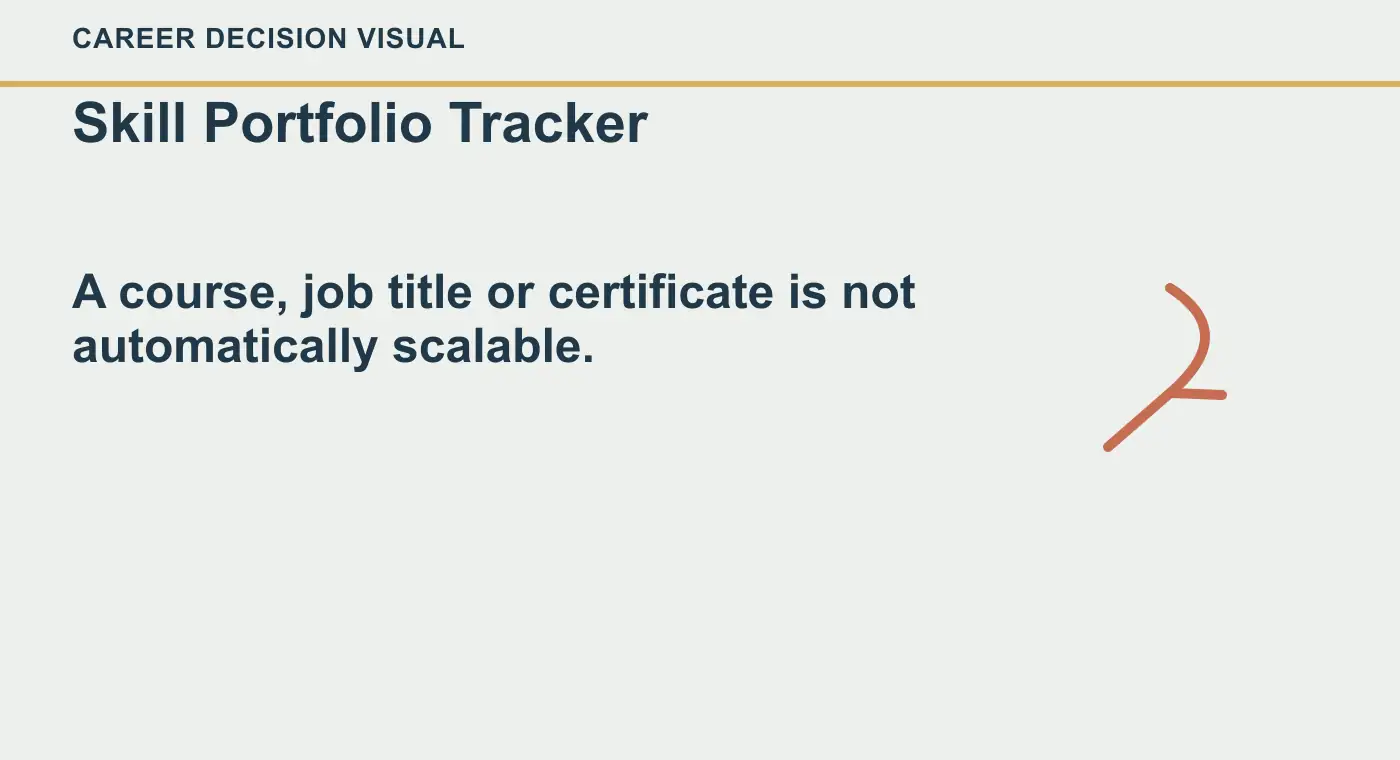 CAREER DECISION VISUAL
Skill Portfolio Tracker
A course, job title or certificate is not
automatically scalable.